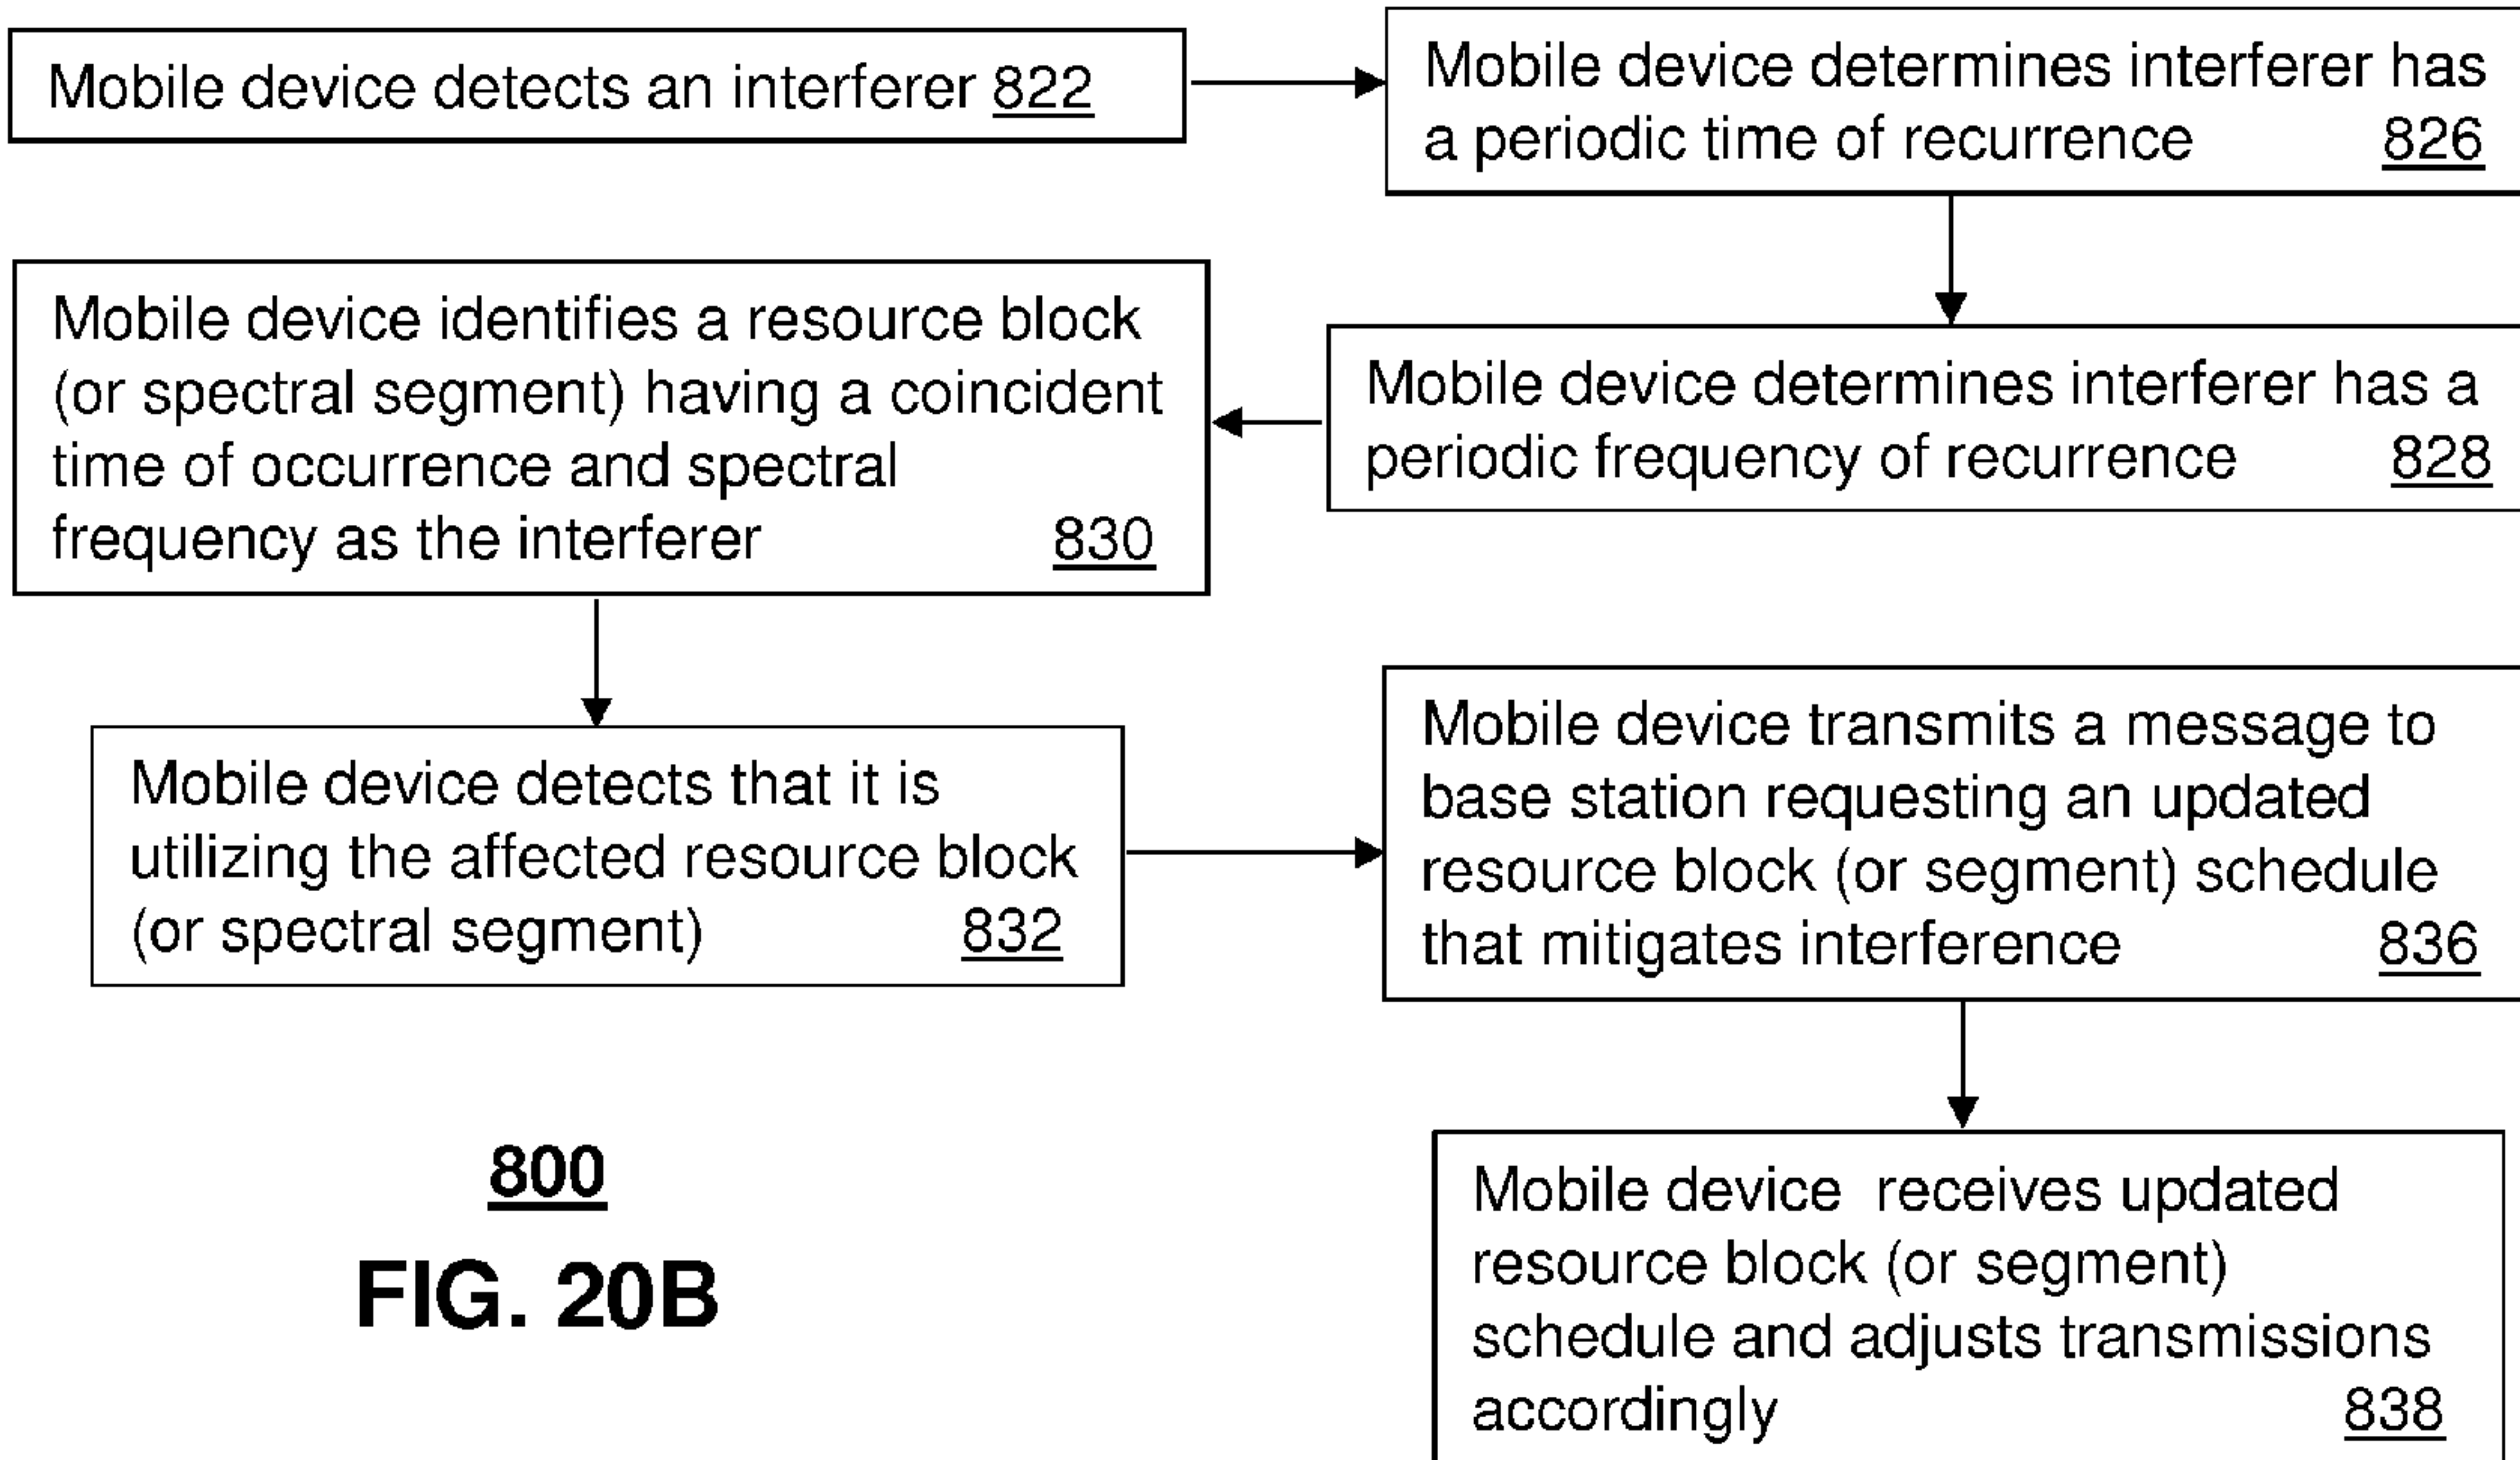 Mobile device detects an interferer 822
Mobile device determines interferer has
a periodic time of recurrence 826
Mobile device determines interferer has a
periodic frequency of recurrence 828
Mobile device identifies a resource block
(or spectral segment) having a coincident
time of occurrence and spectral
frequency as the interferer 830
Mobile device detects that it is
utilizing the affected resource block
(or spectral segment) 832
Mobile device transmits a message to
base station requesting an updated
resource block (or segment) schedule
that mitigates interference 836
Mobile device receives updated
resource block (or segment)
schedule and adjusts transmissions
accordingly 838
800
FIG. 20B